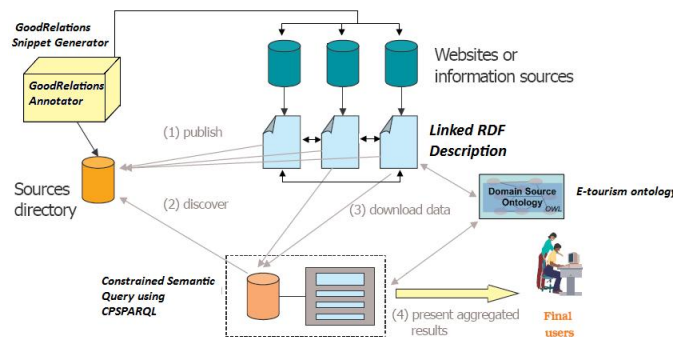 GoodRelations
Snippet Generator
GoodRelations
Annotator
Websites or
information sources
(1) publish
Linked RDF
Description
Sources
directory
(2) discover
(3) download data
Domain Source
Ontology
OWL
E-tourism ontology
Constrained Semantic
Query using
CPSPARQL
(4) present aggregated
results
Final
users